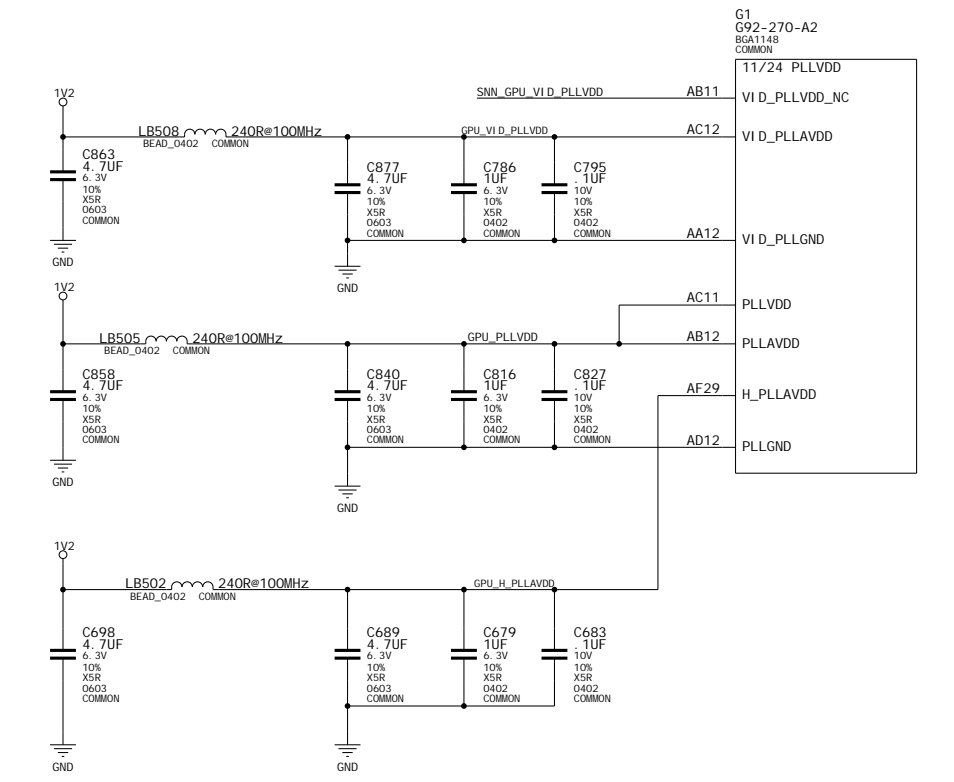 G1
G92-270-A2
BGA1148
COMMON
11/24 PLLVDD
1V2
SNN_GPU_VID_PLLVDD
AB11
VID_PLLVDD_NC
LB508
240R@100MHz
BEAD_0402
COMMON
GPU_VID_PLLVDD
AC12
VID_PLLAVDD
C863
4.7UF
6.3V
10%
X5R
0603
COMMON
C877
4.7UF
6.3V
10%
X5R
0603
COMMON
C786
1UF
6.3V
10%
X5R
0402
COMMON
C795
.1UF
10V
10%
X5R
0402
COMMON
AA12
VID_PLLGND
GND
GND
1V2
AC11
PLLVDD
LB505
240R@100MHz
BEAD_0402
COMMON
GPU_PLLVDD
AB12
PLLAVDD
C858
4.7UF
6.3V
10%
X5R
0603
COMMON
C840
4.7UF
6.3V
10%
X5R
0603
COMMON
C816
1UF
6.3V
10%
X5R
0402
COMMON
C827
.1UF
10V
10%
X5R
0402
COMMON
AF29
H_PLLAVDD
AD12
PLLGND
GND
GND
1V2
LB502
240R@100MHz
BEAD_0402
COMMON
GPU_H_PLLAVDD
C698
4.7UF
6.3V
10%
X5R
0603
COMMON
C689
4.7UF
6.3V
10%
X5R
0603
COMMON
C679
1UF
6.3V
10%
X5R
0402
COMMON
C683
.1UF
10V
10%
X5R
0402
COMMON
GND
GND